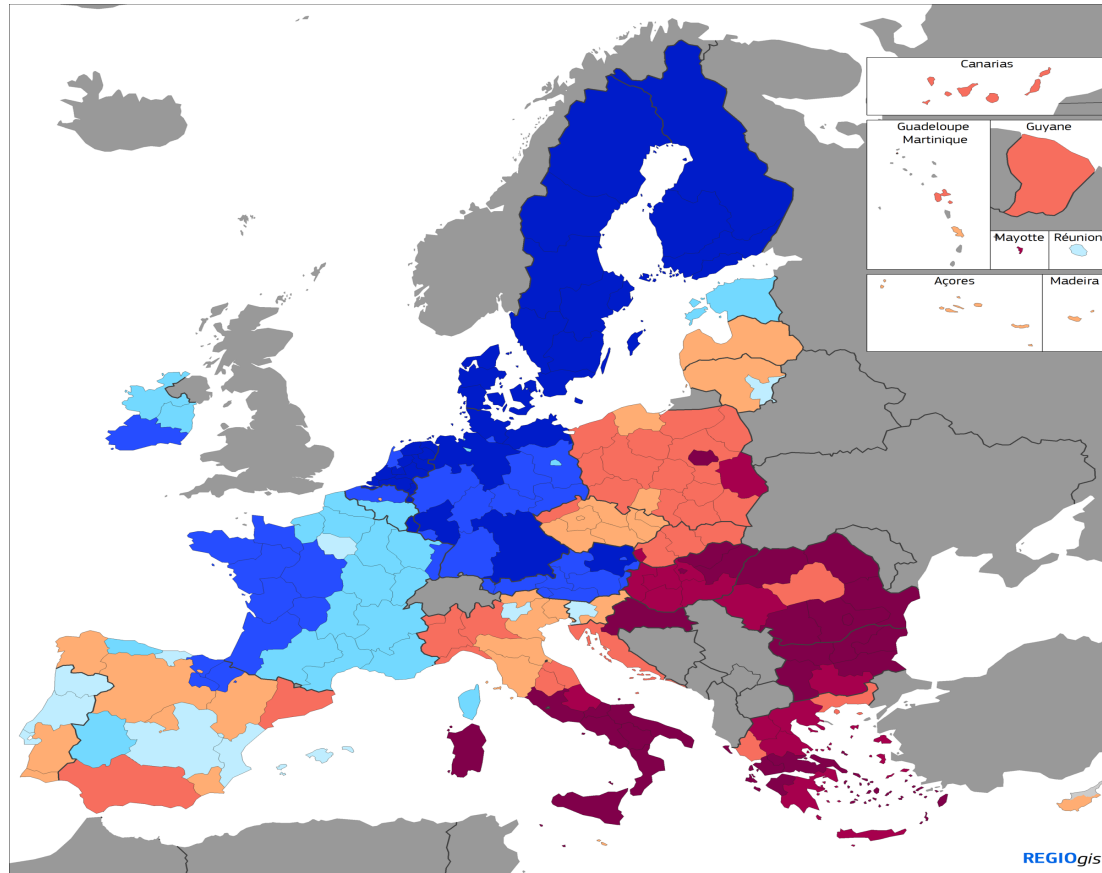 Canarias
Guadeloupe
Martinique
Guyane
Mayotte
Réunion
Açores
Madeira
REGIOgis